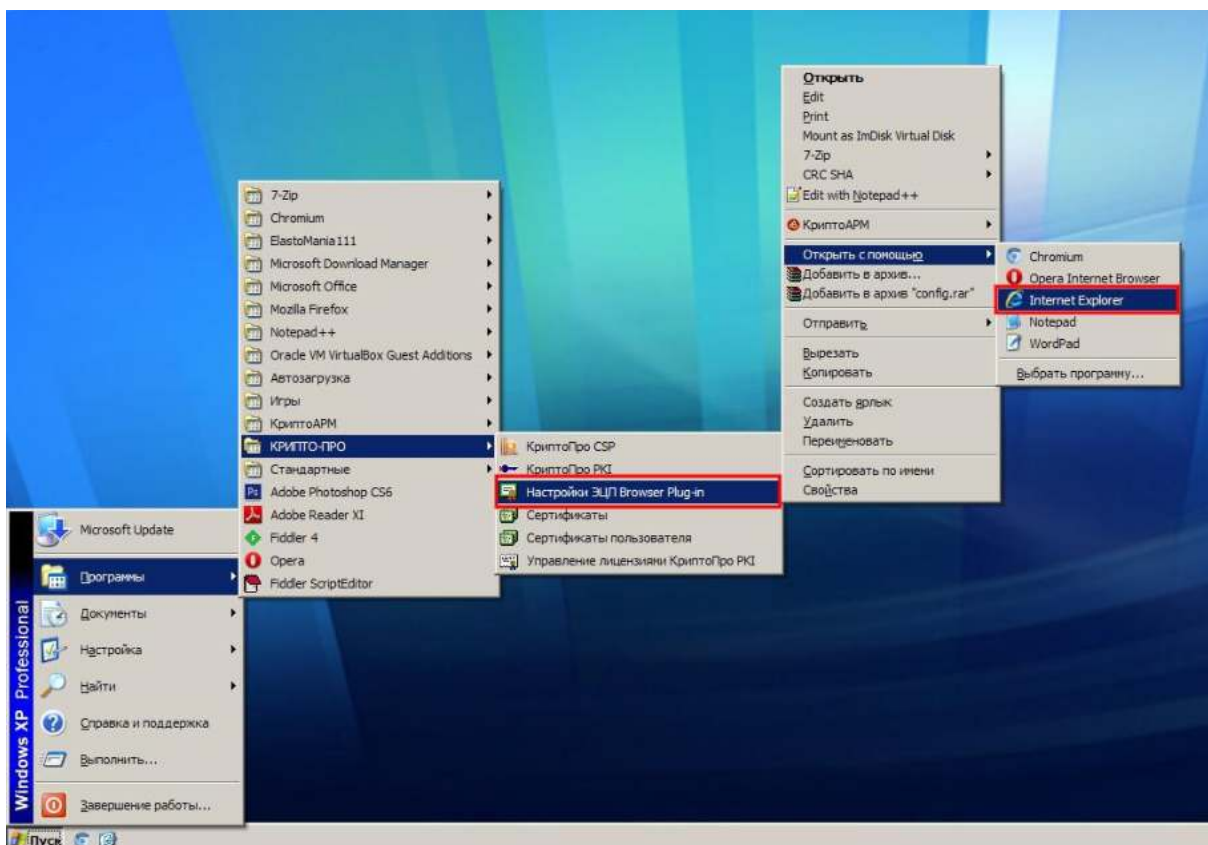 Microsoft Update
Программы
Документы
Настройка
Найти
Справка и поддержка
Выполнить...
Завершение работы...
Windows XP Professional
Пуск
7-Zip
Chromium
ElastoMania111
Microsoft Download Manager
Microsoft Office
Mozilla Firefox
Notepad++
Oracle VM VirtualBox Guest Additions
Автозагрузка
Игры
КриптоАРМ
КРИПТО-ПРО
Стандартные
Adobe Photoshop CS6
Adobe Reader XI
Fiddler 4
Opera
Fiddler ScriptEditor
КриптоПро CSP
КриптоПро PKI
Настройки ЭЦП Browser Plug-in
Сертификаты
Сертификаты пользователя
Управление лицензиями КриптоПро PKI
Открыть
Edit
Print
Mount as ImDisk Virtual Disk
7-Zip
CRC SHA
Edit with Notepad++
КриптоАРМ
Открыть с помощью
Добавить в архив...
Добавить в архив "config.rar"
Отправить
Вырезать
Копировать
Создать ярлык
Удалить
Переименовать
Сортировать по имени
Свойства
Chromium
Opera Internet Browser
Internet Explorer
Notepad
WordPad
Выбрать программу...